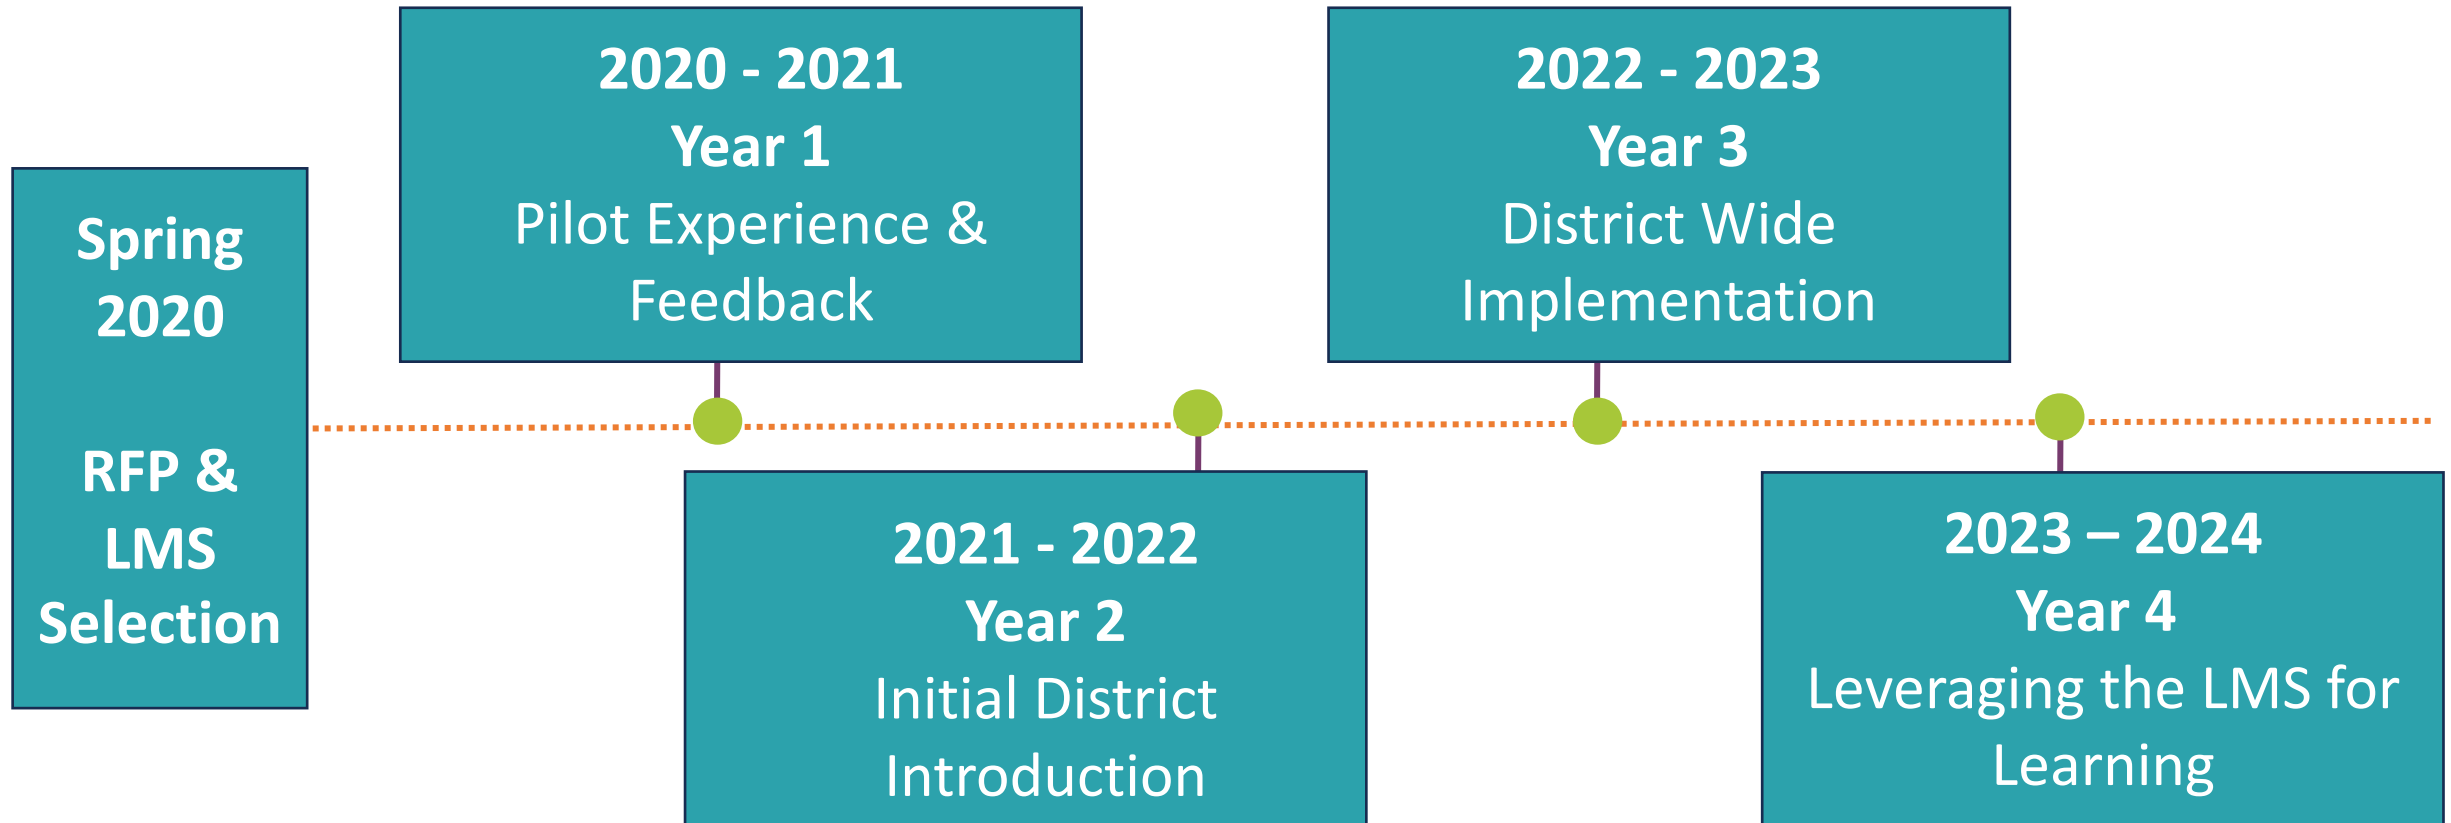 Spring
2020
RFP &
LMS
Selection
2020 - 2021
Year 1
Pilot Experience &
Feedback
2021 - 2022
Year 2
Initial District
Introduction
2022 - 2023
Year 3
District Wide
Implementation
2023 – 2024
Year 4
Leveraging the LMS for
Learning